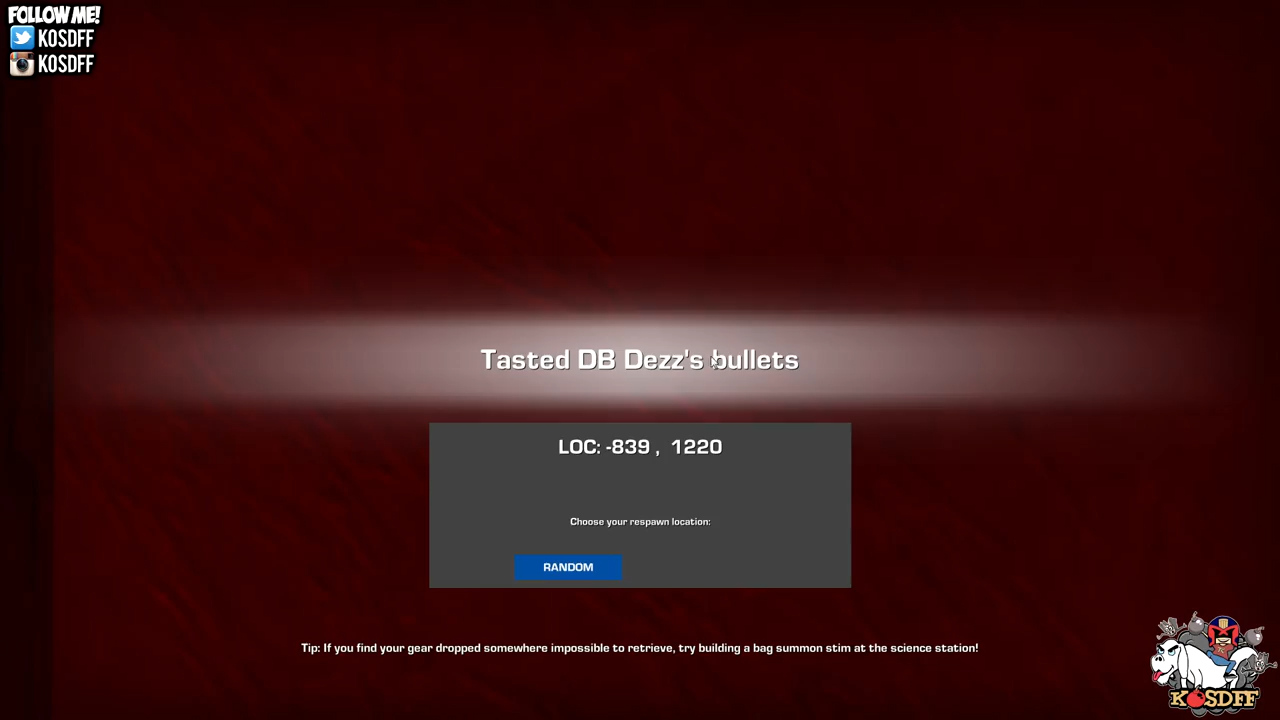 FOLLOW ME!
KOSDFF
KOSDFF
Tasted DB Dezz's bullets
LOC: -839 , 1220
Choose your respawn location:
RANDOM
Tip: If you find your gear dropped somewhere impossible to retrieve, try building a bag summon stim at the science station!
KOSDFF